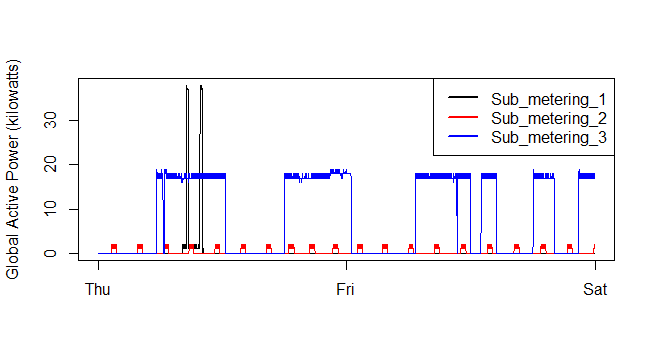 Global Active Power (kilowatts)
30
20
10
0
Sub_metering_1
Sub_metering_2
Sub_metering_3
Thu
Fri
Sat